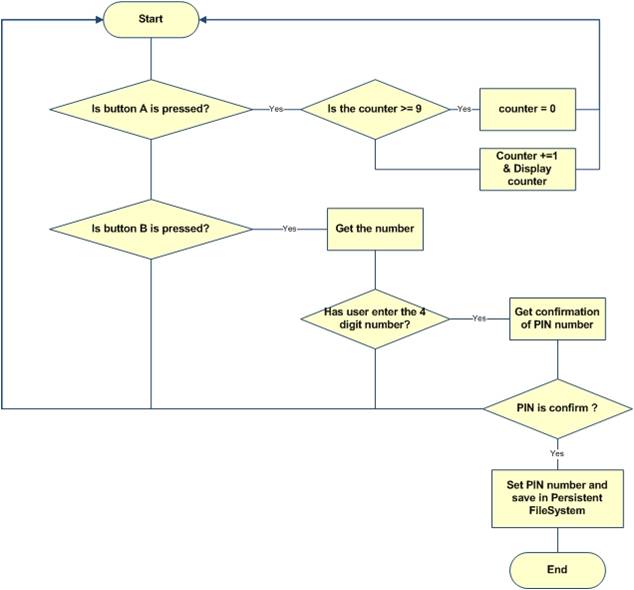 Start
Is button A is pressed?
Yes
Is the counter >= 9
Yes
counter = 0
Counter +=1
& Display
counter
Is button B is pressed?
Yes
Get the number
Has user enter the 4
digit number?
Yes
Get confirmation
of PIN number
PIN is confirm ?
Yes
Set PIN number and
save in Persistent
FileSystem
End